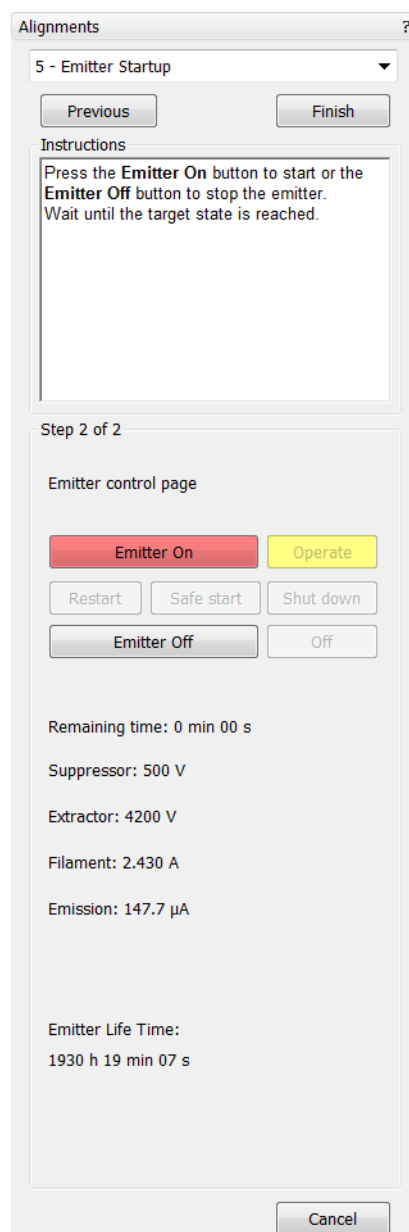 Alignments ?
5 - Emitter Startup
Previous Finish
Instructions
Press the Emitter On button to start or the
Emitter Off button to stop the emitter.
Wait until the target state is reached.
Step 2 of 2
Emitter control page
Emitter On Operate
Restart Safe start Shut down
Emitter Off Off
Remaining time: 0 min 00 s
Suppressor: 500 V
Extractor: 4200 V
Filament: 2.430 A
Emission: 147.7 µA
Emitter Life Time:
1930 h 19 min 07 s
Cancel